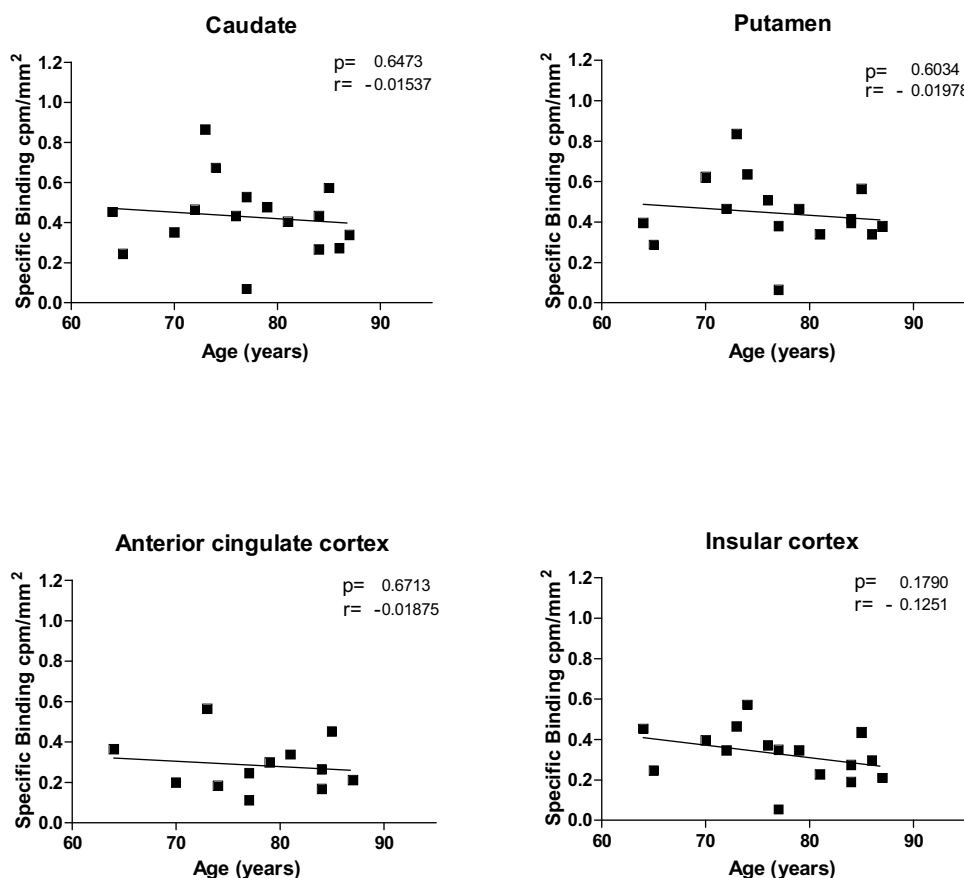 Caudate
p= 0.6473
r= -0.01537
Specific Binding cpm/mm²
1.2
1.0
0.8
0.6
0.4
0.2
0.0
60 70 80 90
Age (years)
Putamen
p= 0.6034
r= - 0.01978
Specific Binding cpm/mm²
1.2
1.0
0.8
0.6
0.4
0.2
0.0
60 70 80 90
Age (years)
Anterior cingulate cortex
p= 0.6713
r= -0.01875
Specific Binding cpm/mm²
1.2
1.0
0.8
0.6
0.4
0.2
0.0
60 70 80 90
Age (years)
Insular cortex
p= 0.1790
r= - 0.1251
Specific Binding cpm/mm²
1.2
1.0
0.8
0.6
0.4
0.2
0.0
60 70 80 90
Age (years)